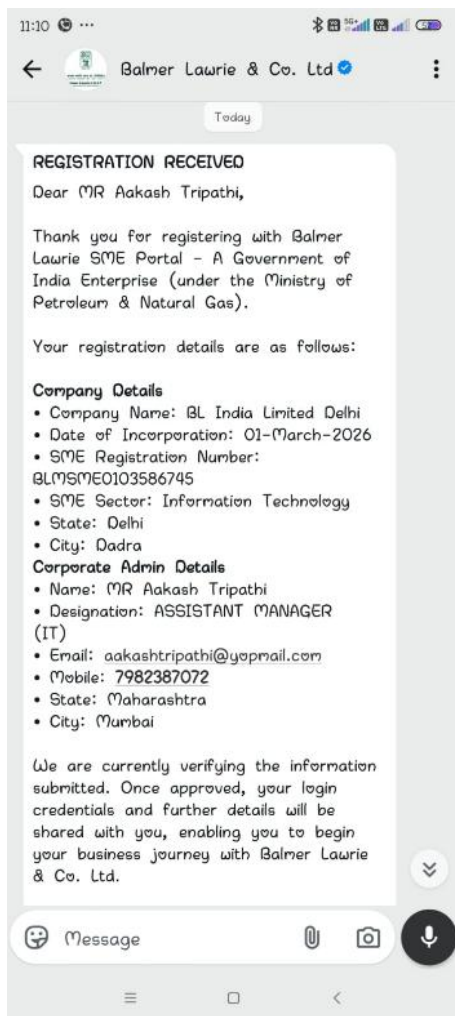 11:10
Balmer Lawrie & Co. Ltd
Today
REGISTRATION RECEIVED
Dear MR Aakash Tripathi,
Thank you for registering with Balmer
Lawrie SME Portal - A Government of
India Enterprise (under the Ministry of
Petroleum & Natural Gas).
Your registration details are as follows:
Company Details
• Company Name: BL India Limited Delhi
• Date of Incorporation: 01-March-2026
• SME Registration Number:
BLMSME0103586745
• SME Sector: Information Technology
• State: Delhi
• City: Dadra
Corporate Admin Details
• Name: MR Aakash Tripathi
• Designation: ASSISTANT MANAGER
(IT)
• Email: aakashtripathi@yopmail.com
• Mobile: 7982387072
• State: Maharashtra
• City: Mumbai
We are currently verifying the information
submitted. Once approved, your login
credentials and further details will be
shared with you, enabling you to begin
your business journey with Balmer Lawrie
& Co. Ltd.
Message